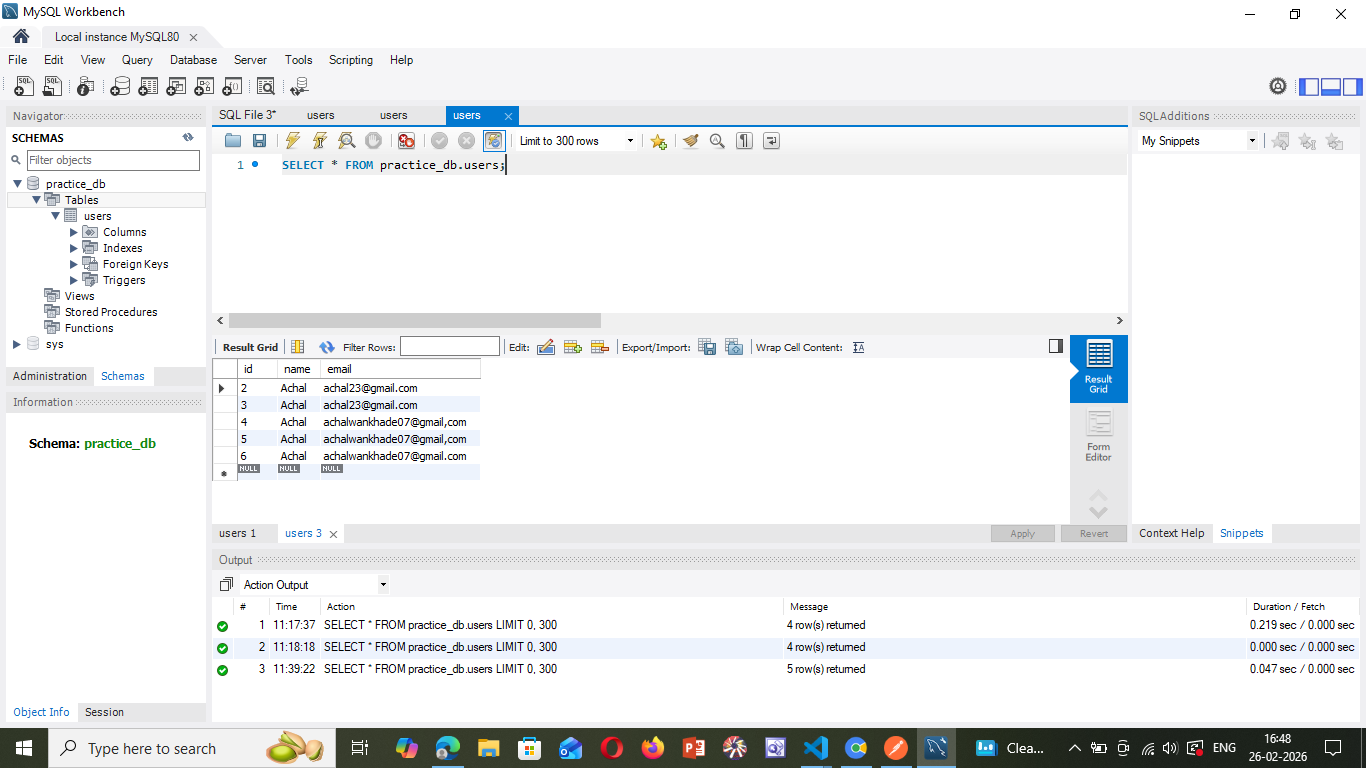 MySQL Workbench
Local instance MySQL80
File Edit View Query Database Server Tools Scripting Help
Navigator
SCHEMAS
Filter objects
practice_db
Tables
users
Columns
Indexes
Foreign Keys
Triggers
Views
Stored Procedures
Functions
sys
Administration Schemas
Information
Schema: practice_db
Object Info Session
SQL File 3* users users users
Limit to 300 rows
1 SELECT * FROM practice_db.users;
Result Grid Filter Rows: Edit: Export/Import: Wrap Cell Content:
id name email
2 Achal achal23@gmail.com
3 Achal achal23@gmail.com
4 Achal achalwankhade07@gmail,com
5 Achal achalwankhade07@gmail,com
6 Achal achalwankhade07@gmail.com
NULL NULL NULL
Result Grid
Form Editor
users 1 users 3 Apply Revert
SQLAdditions
My Snippets
Context Help Snippets
Output
Action Output
# Time Action Message Duration / Fetch
1 11:17:37 SELECT * FROM practice_db.users LIMIT 0, 300 4 row(s) returned 0.219 sec / 0.000 sec
2 11:18:18 SELECT * FROM practice_db.users LIMIT 0, 300 4 row(s) returned 0.000 sec / 0.000 sec
3 11:39:22 SELECT * FROM practice_db.users LIMIT 0, 300 5 row(s) returned 0.047 sec / 0.000 sec
Type here to search
Clea...
ENG
16:48
26-02-2026